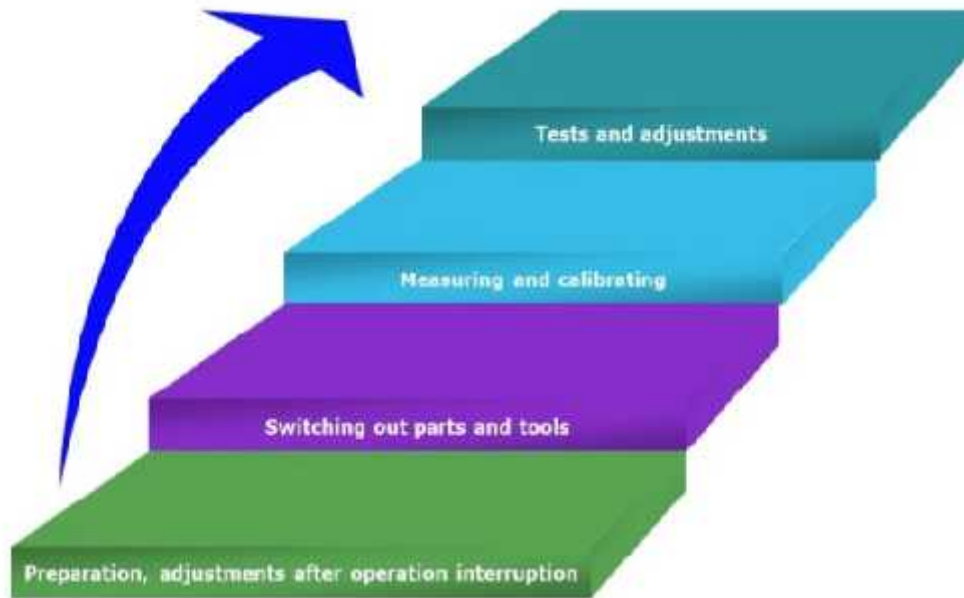 Tests and adjustments
Measuring and calibrating
Switching out parts and tools
Preparation, adjustments after operation interruption